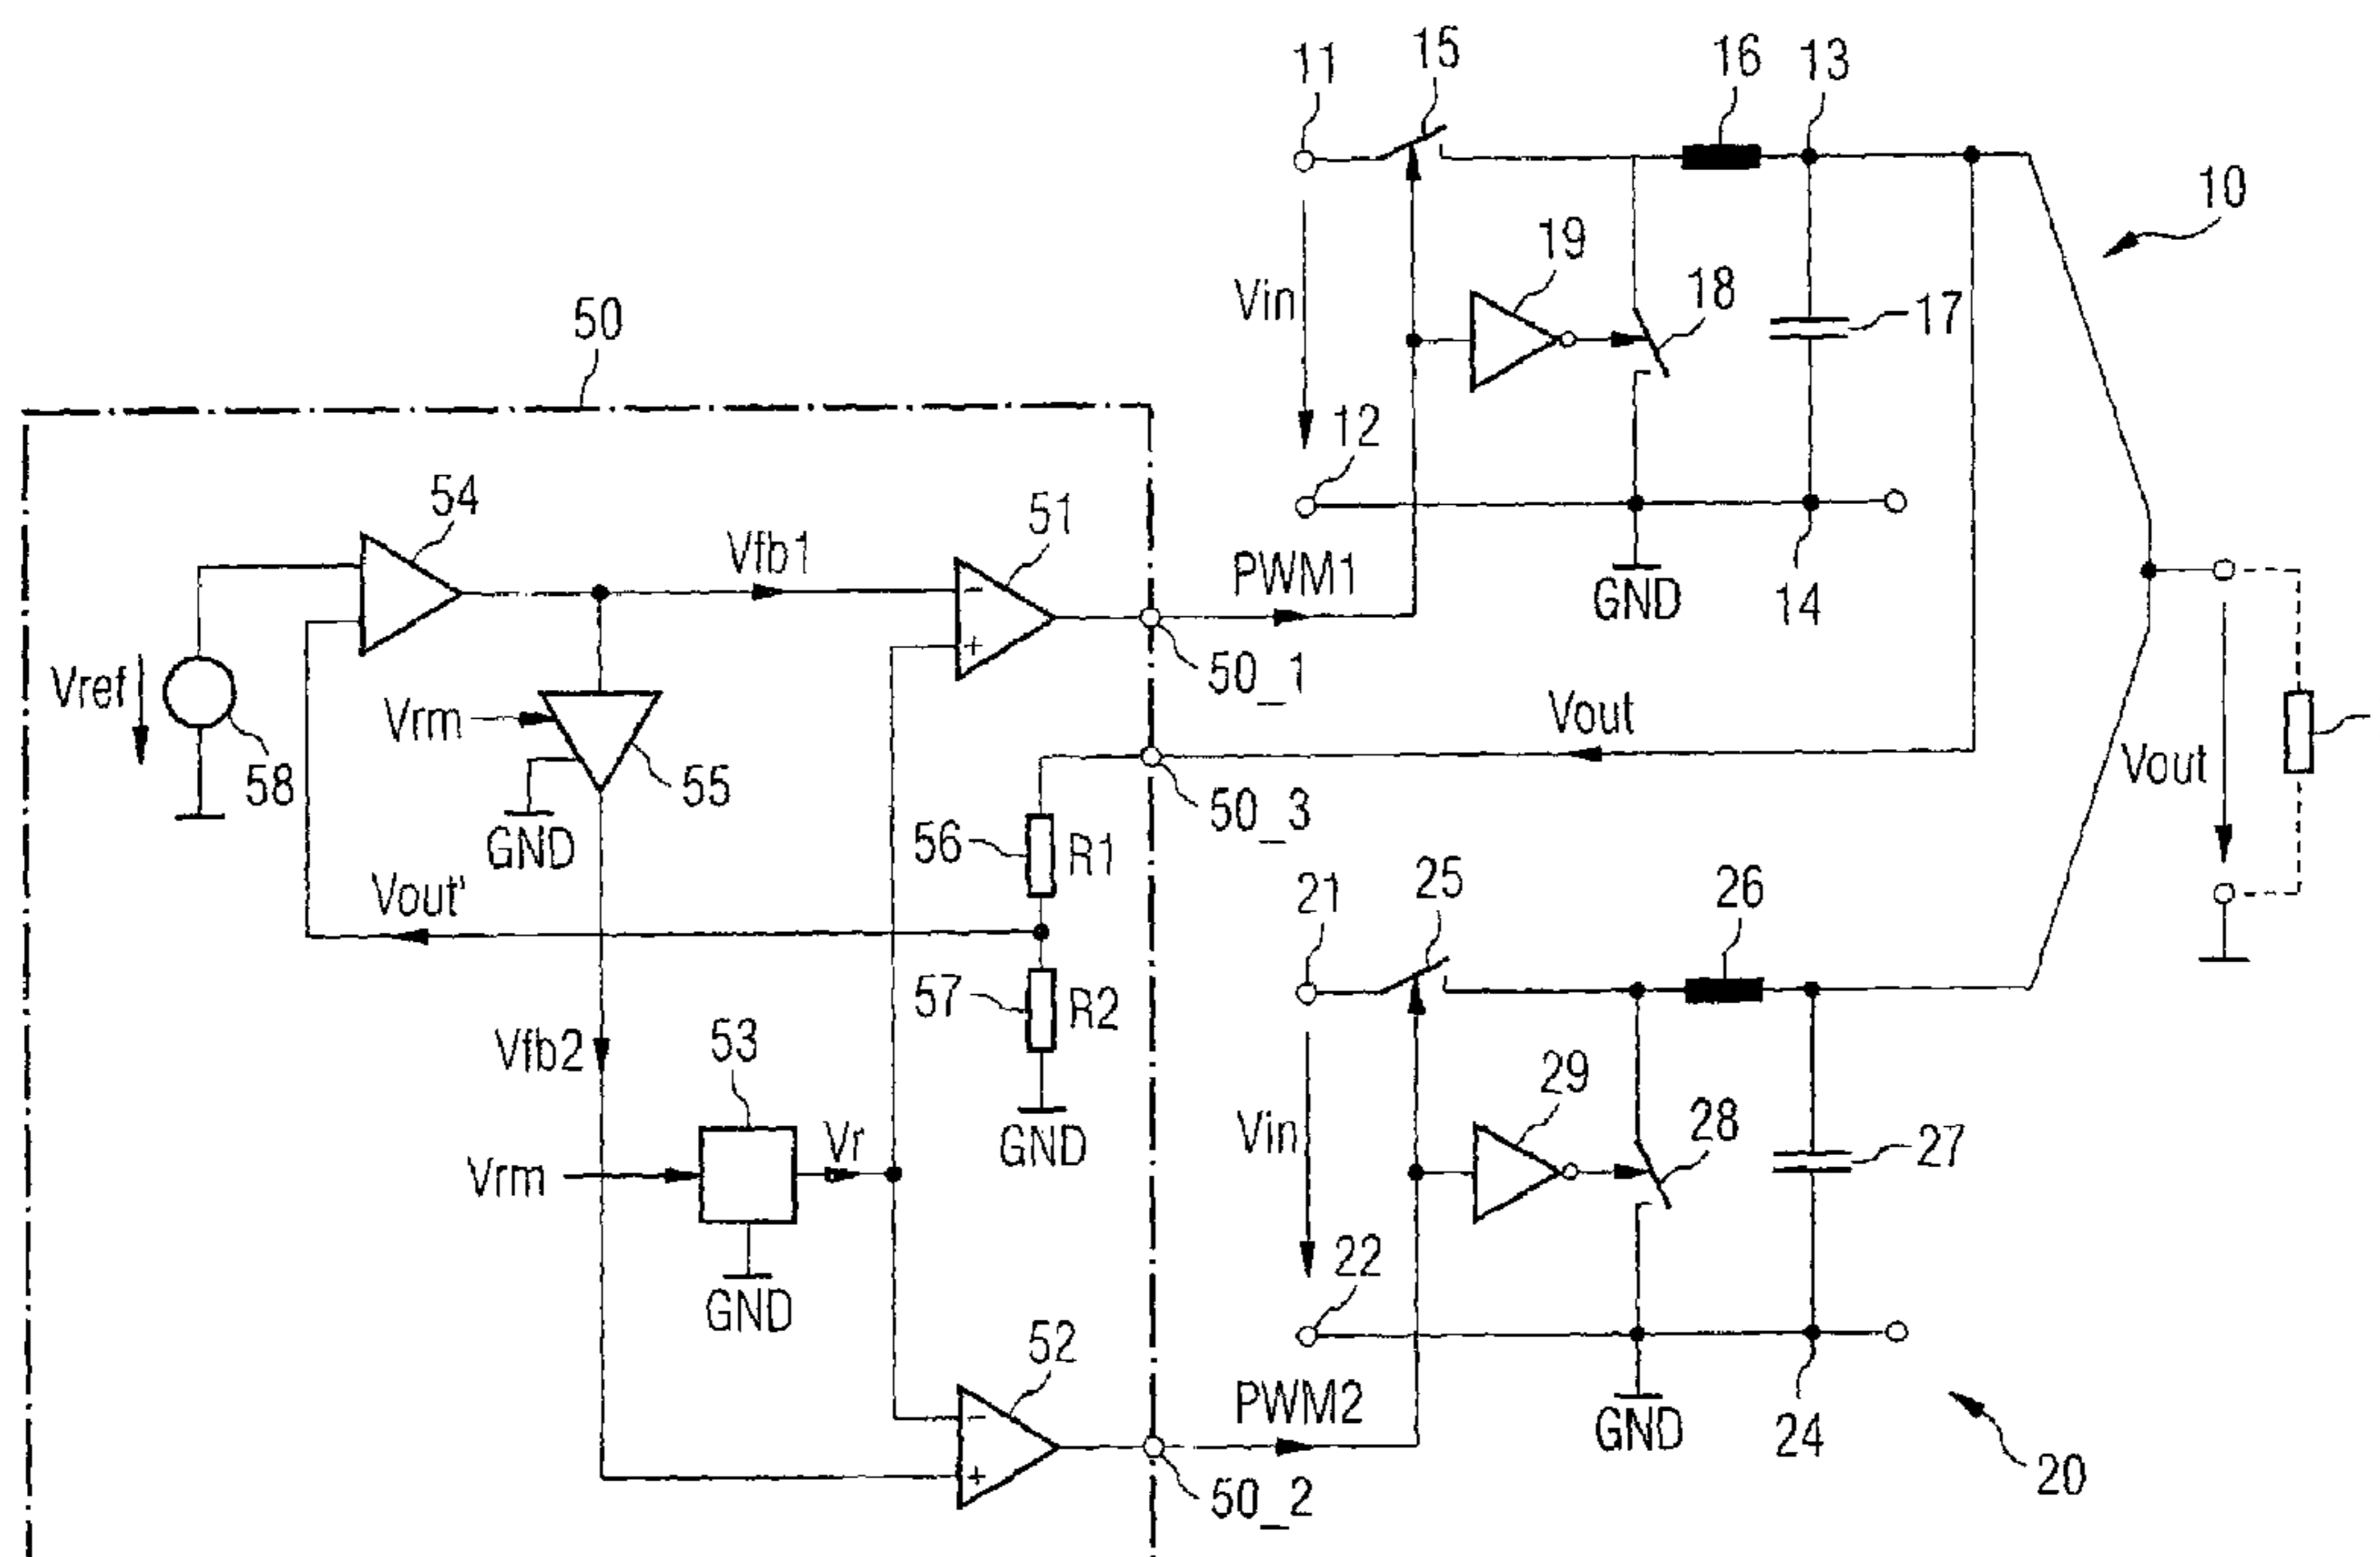 11
15
16
13
10
Vin
19
18
17
50
12
54
Vfb1
51
PWM1
GND
14
Vref
Vrm
50_1
Vout
58
55
50_3
Vout
GND
56
R1
Vout'
21
25
26
57
R2
53
Vfb2
Vin
29
28
27
Vrm
Vr
GND
22
GND
52
PWM2
GND
24
20
50_2
-
+
-
+